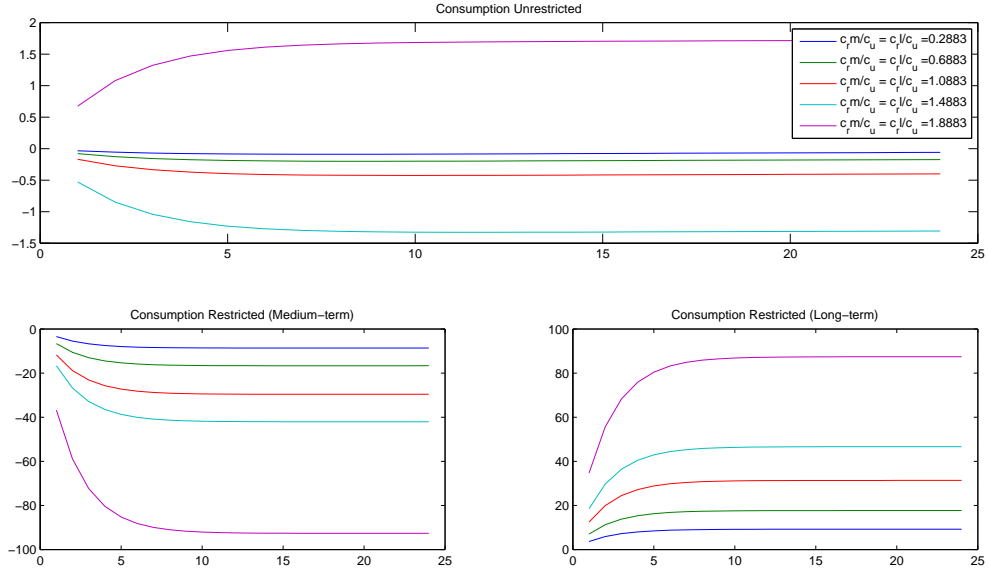 Consumption Unrestricted
2
1.5
1
0.5
0
−0.5
−1
−1.5
0 5 10 15 20 25
c_r m/c_u = c_r l/c_u =0.2883
c_r m/c_u = c_r l/c_u =0.6883
c_r m/c_u = c_r l/c_u =1.0883
c_r m/c_u = c_r l/c_u =1.4883
c_r m/c_u = c_r l/c_u =1.8883
Consumption Restricted (Medium−term)
0
−20
−40
−60
−80
−100
0 5 10 15 20 25
Consumption Restricted (Long−term)
100
80
60
40
20
0
0 5 10 15 20 25